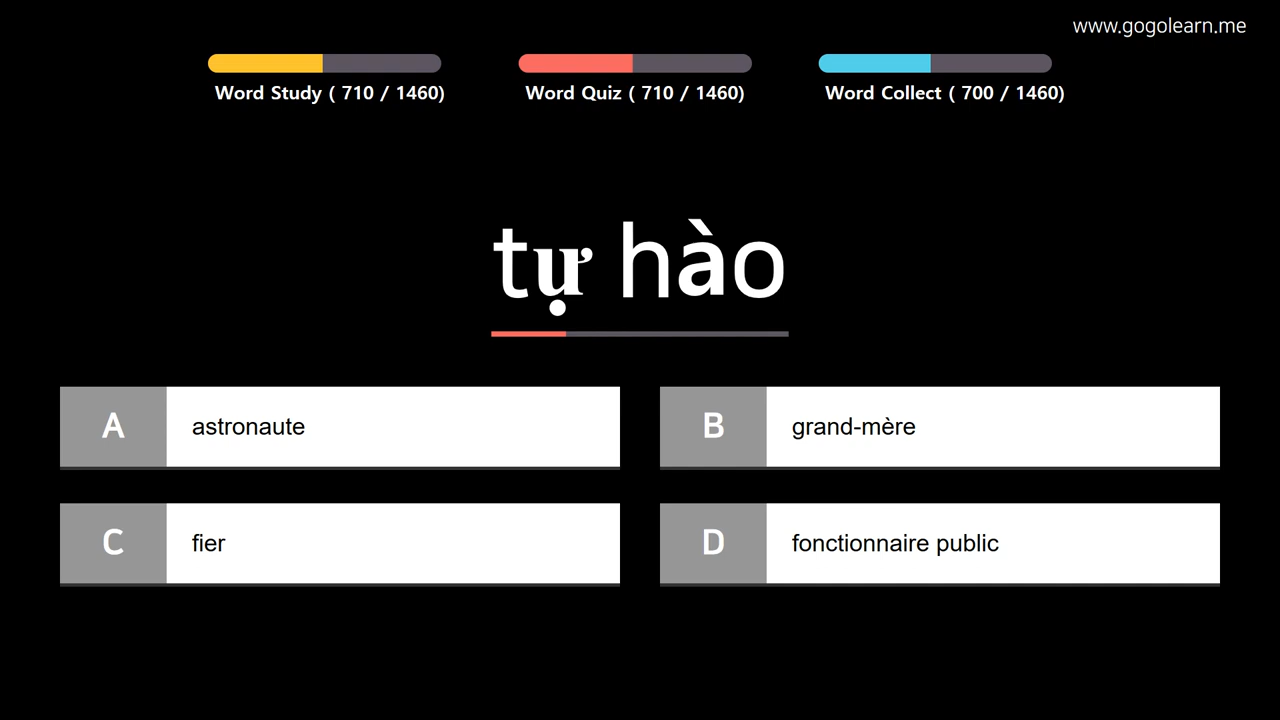 www.gogolearn.me
Word Study ( 710 / 1460)
Word Quiz ( 710 / 1460)
Word Collect ( 700 / 1460)
tự hào
A
astronaute
B
grand-mère
C
fier
D
fonctionnaire public